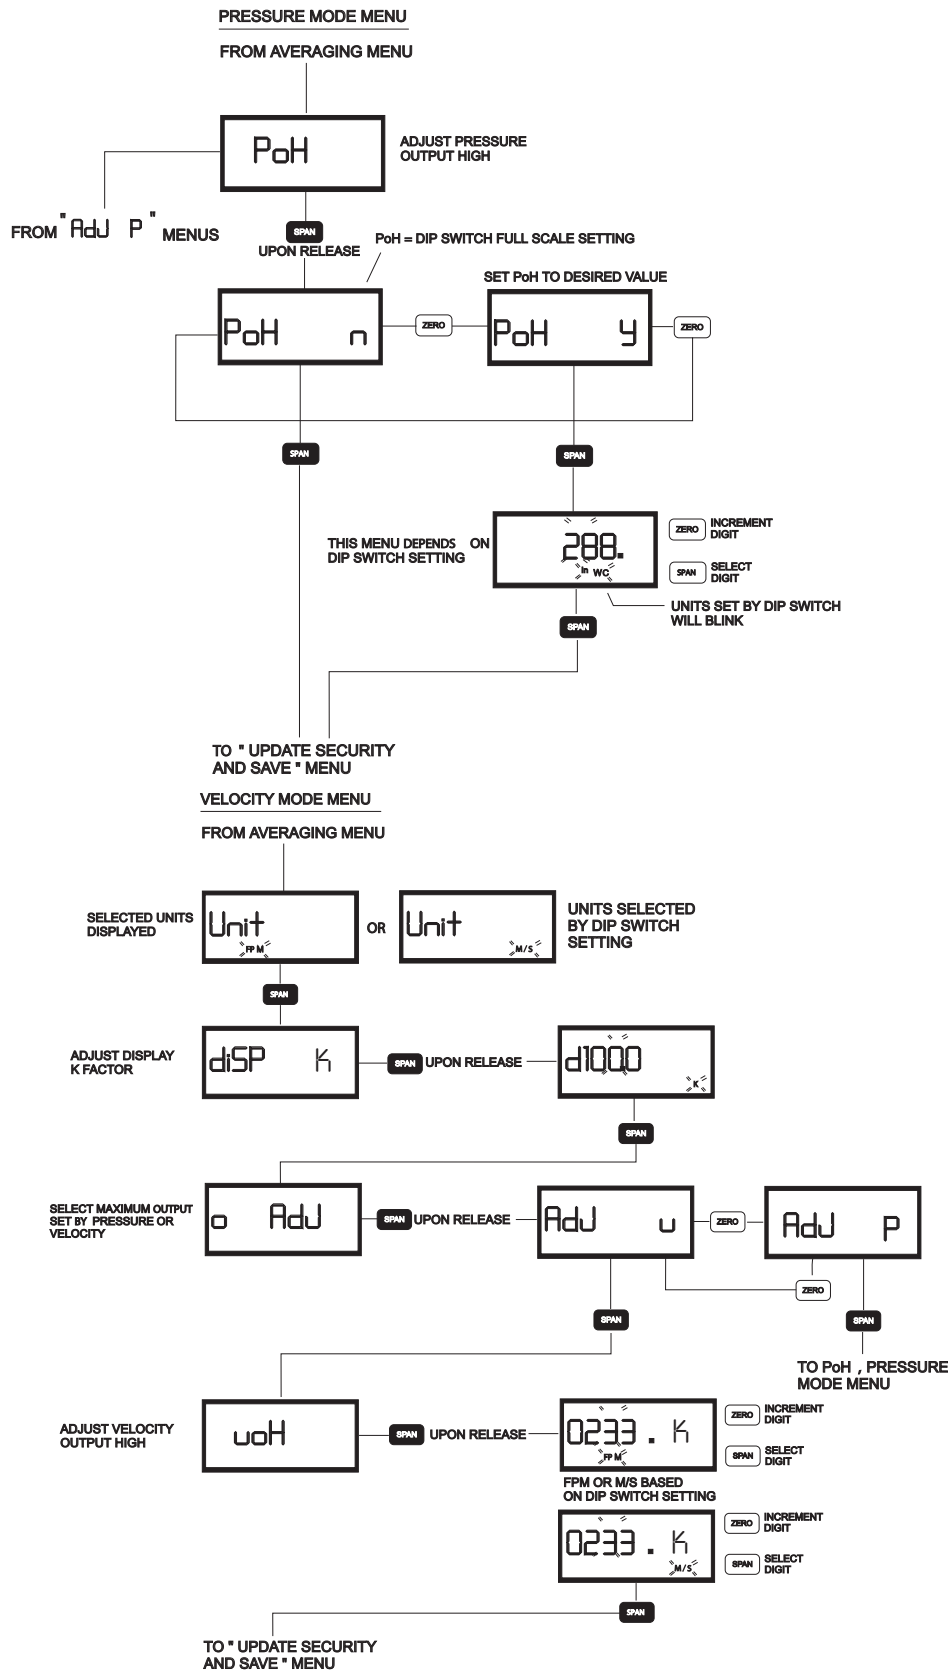 PRESSURE MODE MENU
FROM AVERAGING MENU
PoH
ADJUST PRESSURE
OUTPUT HIGH
FROM "AdJ P" MENUS
SPAN
UPON RELEASE
PoH = DIP SWITCH FULL SCALE SETTING
SET PoH TO DESIRED VALUE
PoH n
ZERO
PoH y
ZERO
SPAN
SPAN
THIS MENU DEPENDS ON
DIP SWITCH SETTING
288.
in WC
ZERO
INCREMENT
DIGIT
SPAN
SELECT
DIGIT
UNITS SET BY DIP SWITCH
WILL BLINK
SPAN
TO " UPDATE SECURITY
AND SAVE " MENU
VELOCITY MODE MENU
FROM AVERAGING MENU
SELECTED UNITS
DISPLAYED
Unit
FPM
OR
Unit
M/S
UNITS SELECTED
BY DIP SWITCH
SETTING
SPAN
ADJUST DISPLAY
K FACTOR
diSP K
SPAN
UPON RELEASE
d100.0
K
SPAN
SELECT MAXIMUM OUTPUT
SET BY PRESSURE OR
VELOCITY
o AdJ
SPAN
UPON RELEASE
AdJ u
ZERO
AdJ P
ZERO
SPAN
SPAN
TO PoH , PRESSURE
MODE MENU
ADJUST VELOCITY
OUTPUT HIGH
uoH
SPAN
UPON RELEASE
0233 . K
FPM
ZERO
INCREMENT
DIGIT
SPAN
SELECT
DIGIT
FPM OR M/S BASED
ON DIP SWITCH SETTING
0233 . K
M/S
ZERO
INCREMENT
DIGIT
SPAN
SELECT
DIGIT
SPAN
TO " UPDATE SECURITY
AND SAVE " MENU